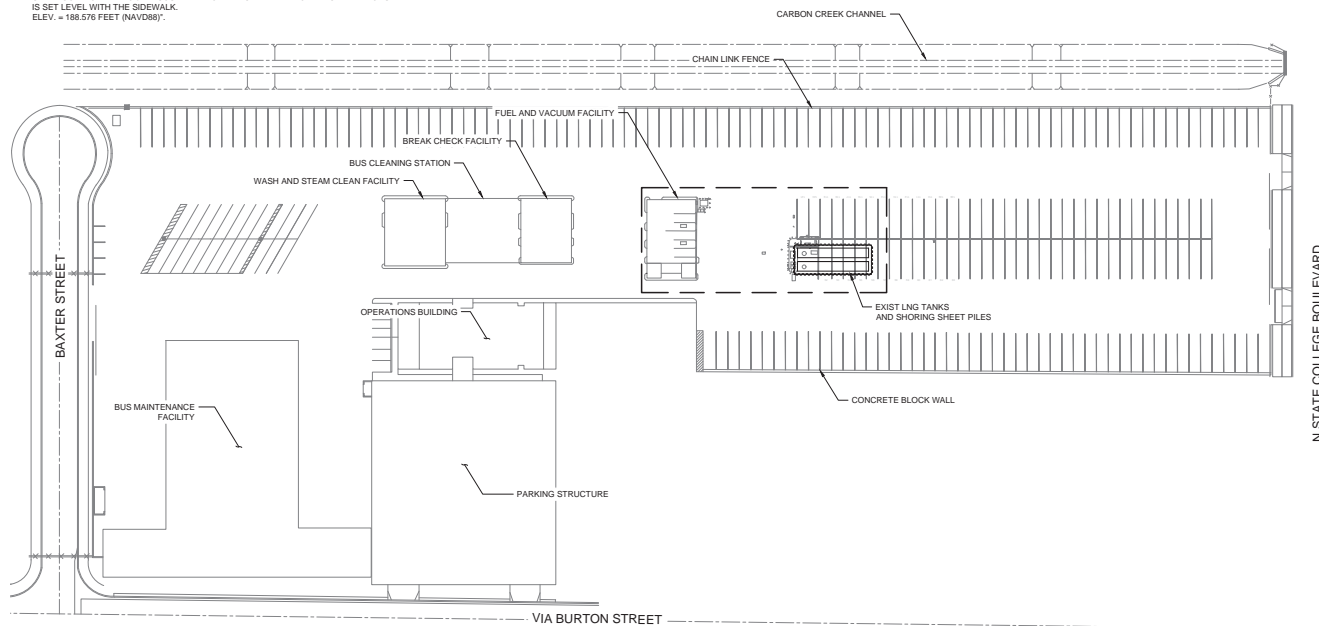 IS SET LEVEL WITH THE SIDEWALK.
ELEV. = 188.576 FEET (NAVD88)".
CARBON CREEK CHANNEL
CHAIN LINK FENCE
FUEL AND VACUUM FACILITY
BREAK CHECK FACILITY
BUS CLEANING STATION
WASH AND STEAM CLEAN FACILITY
BAXTER STREET
N STATE COLLEGE BOULEVARD
EXIST LNG TANKS
AND SHORING SHEET PILES
OPERATIONS BUILDING
CONCRETE BLOCK WALL
BUS MAINTENANCE
FACILITY
PARKING STRUCTURE
VIA BURTON STREET